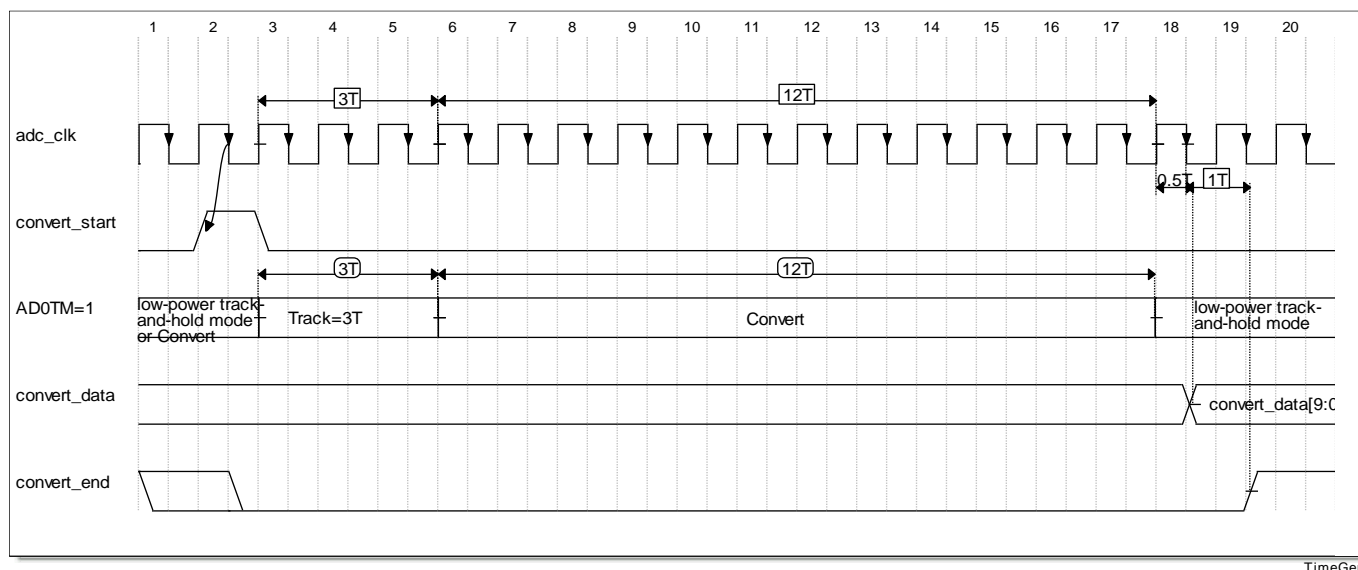 1 2 3 4 5 6 7 8 9 10 11 12 13 14 15 16 17 18 19 20
3T 12T
adc_clk
0.5T 1T
convert_start
3T 12T
AD0TM=1
low-power track-
and-hold mode
or Convert
Track=3T
Convert
low-power track-
and-hold mode
convert_data
convert_data[9:0
convert_end
TimeGen